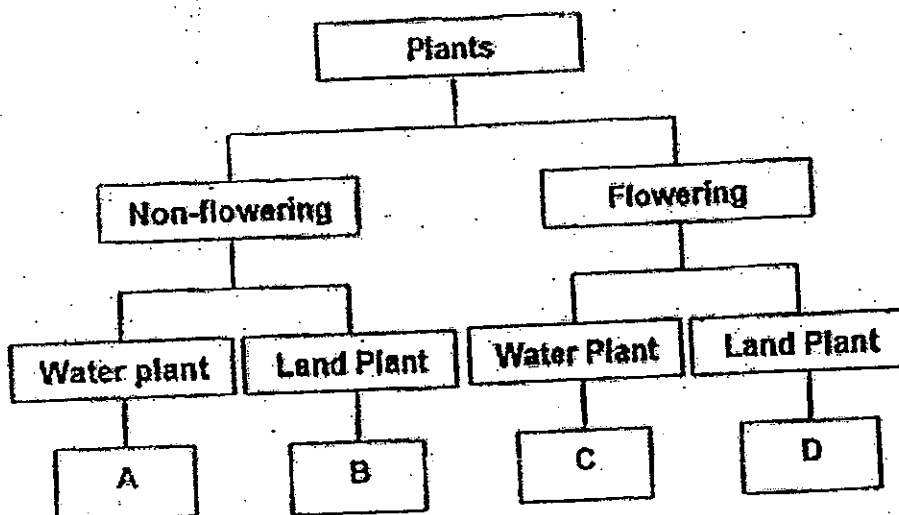 Plants
Non-flowering
Flowering
Water plant
Land Plant
Water Plant
Land Plant
A
B
C
D